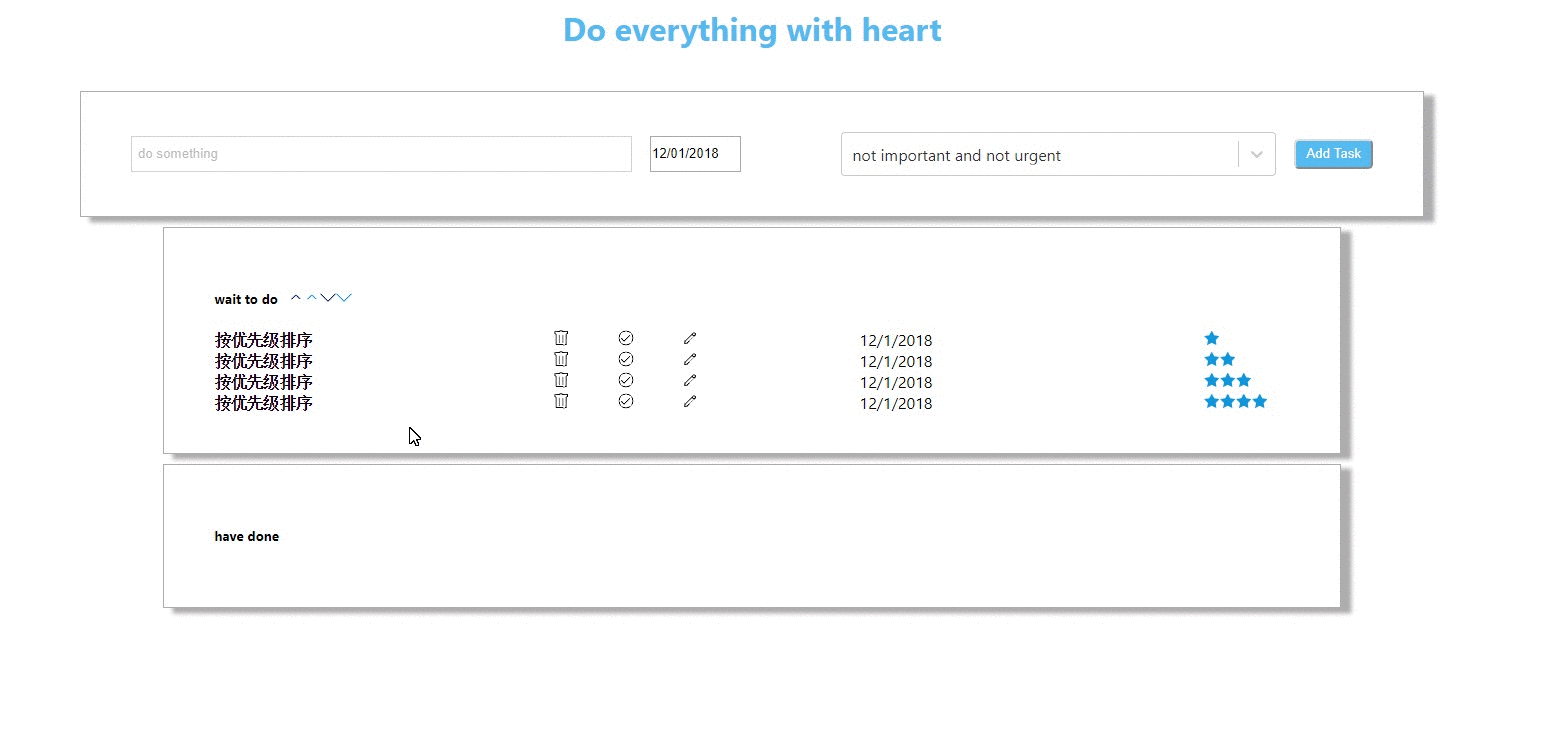 Do everything with heart
do something 12/01/2018 not important and not urgent Add Task
wait to do
按优先级排序 12/1/2018
按优先级排序 12/1/2018
按优先级排序 12/1/2018
按优先级排序 12/1/2018
have done